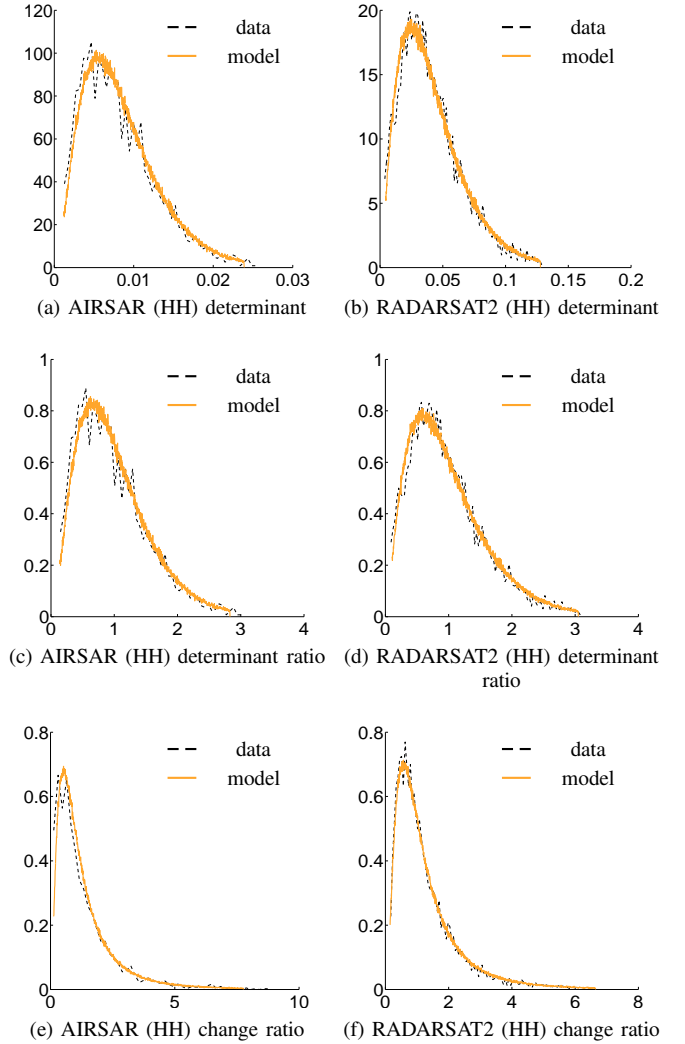 120
100
80
60
40
20
0
0 0.01 0.02 0.03
data
model
(a) AIRSAR (HH) determinant
20
15
10
5
0
0 0.05 0.1 0.15 0.2
data
model
(b) RADARSAT2 (HH) determinant
1
0.8
0.6
0.4
0.2
0
0 1 2 3 4
data
model
(c) AIRSAR (HH) determinant ratio
1
0.8
0.6
0.4
0.2
0
0 1 2 3 4
data
model
(d) RADARSAT2 (HH) determinant
ratio
0.8
0.6
0.4
0.2
0
0 5 10
data
model
(e) AIRSAR (HH) change ratio
0.8
0.6
0.4
0.2
0
0 2 4 6 8
data
model
(f) RADARSAT2 (HH) change ratio